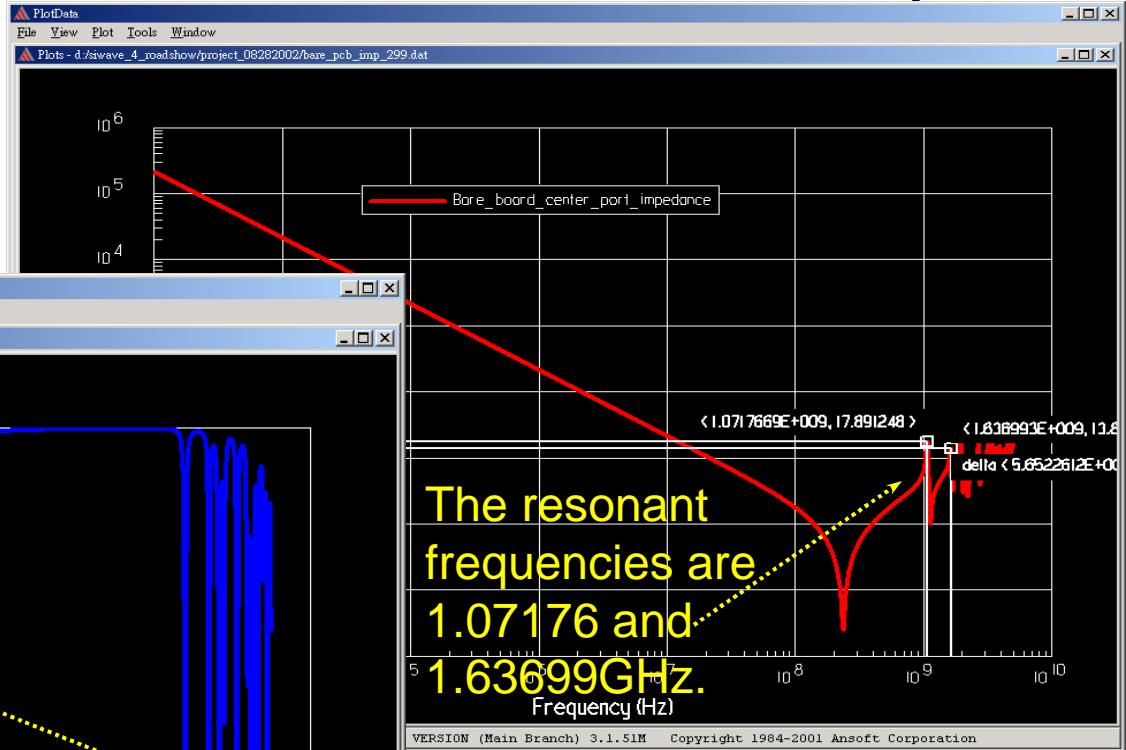 PlotData
File View Plot Tools Window
Plots - d:/siwave_4_roadshow/project_08282002/bare_pcb_imp_299.dat
10 6
10 5
Bare_board_center_port_impedance
10 4
< 1.0717669E+009, 17.891248 >
< 1.636993E+009, 13.8
delta < 5.6522612E+00
The resonant
frequencies are
1.07176 and
1.63699GHz.
5 10 6 10 7 10 8 10 9 10 10
Frequency (Hz)
VERSION (Main Branch) 3.1.51M Copyright 1984-2001 Ansoft Corporation